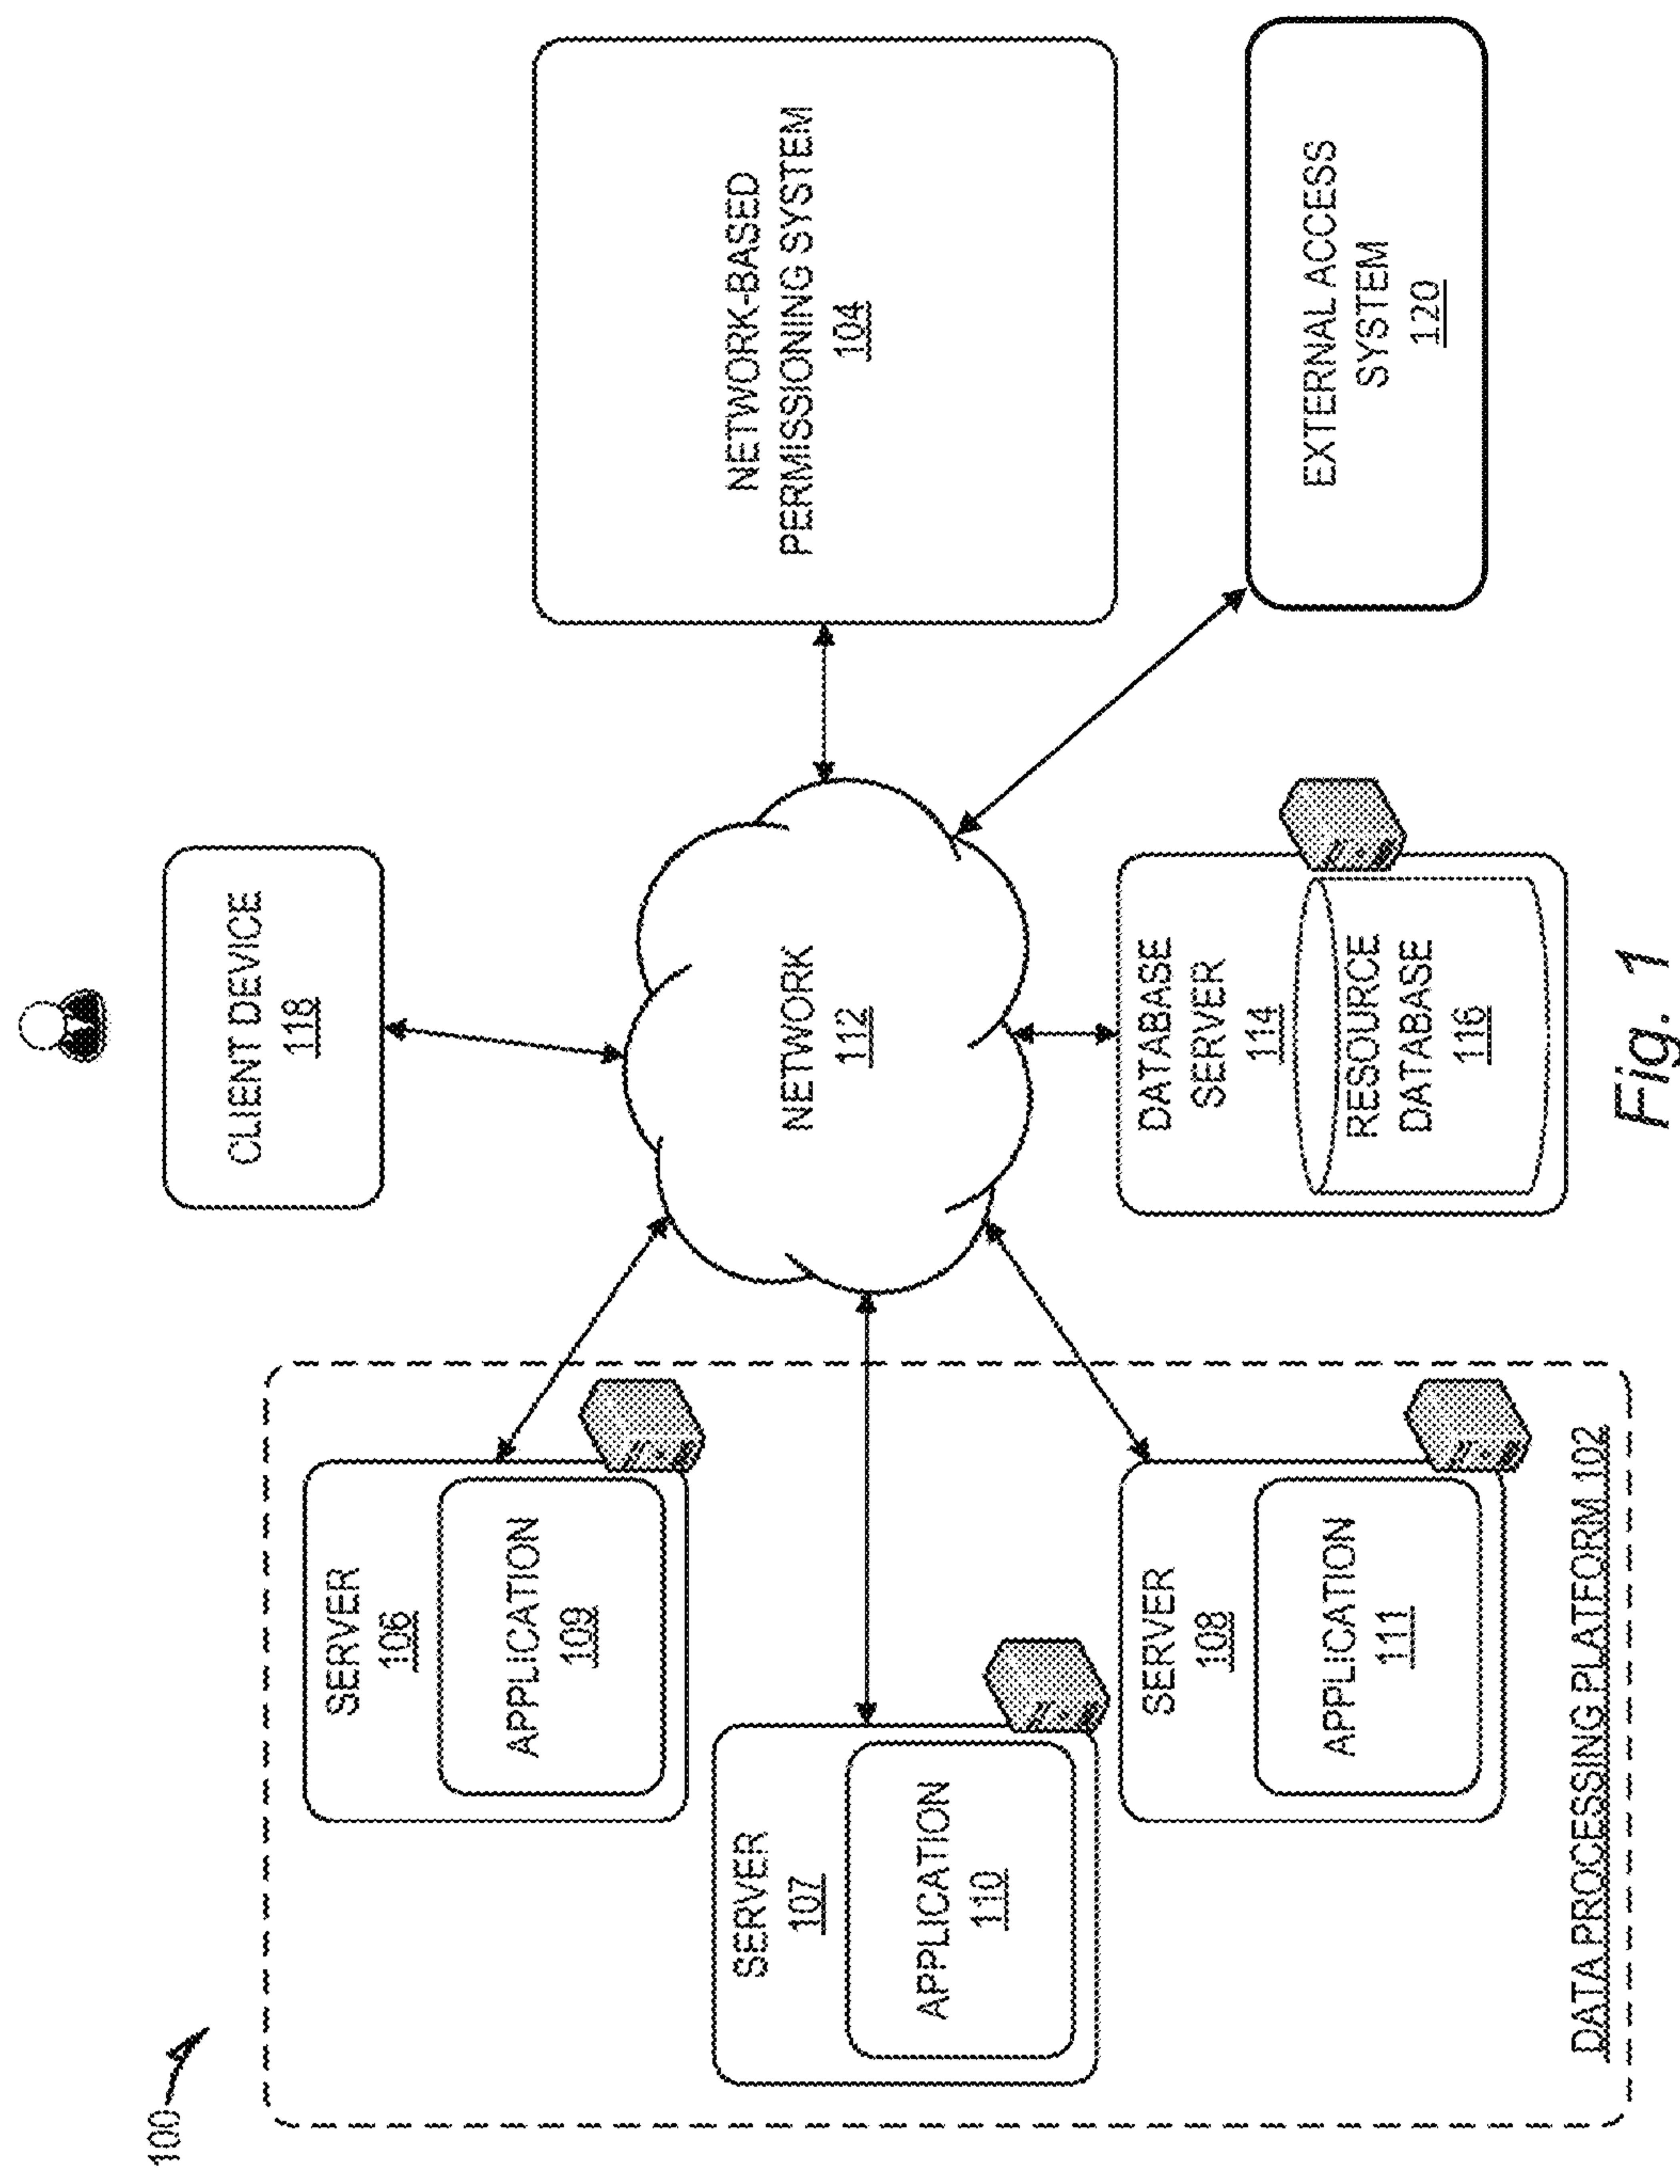 100
CLIENT DEVICE
118
SERVER
106
APPLICATION
109
SERVER
107
APPLICATION
110
SERVER
108
APPLICATION
111
DATA PROCESSING PLATFORM 102
NETWORK
112
DATABASE
SERVER
114
RESOURCE
DATABASE
116
NETWORK-BASED
PERMISSIONING SYSTEM
104
EXTERNAL ACCESS
SYSTEM
120
Fig. 1